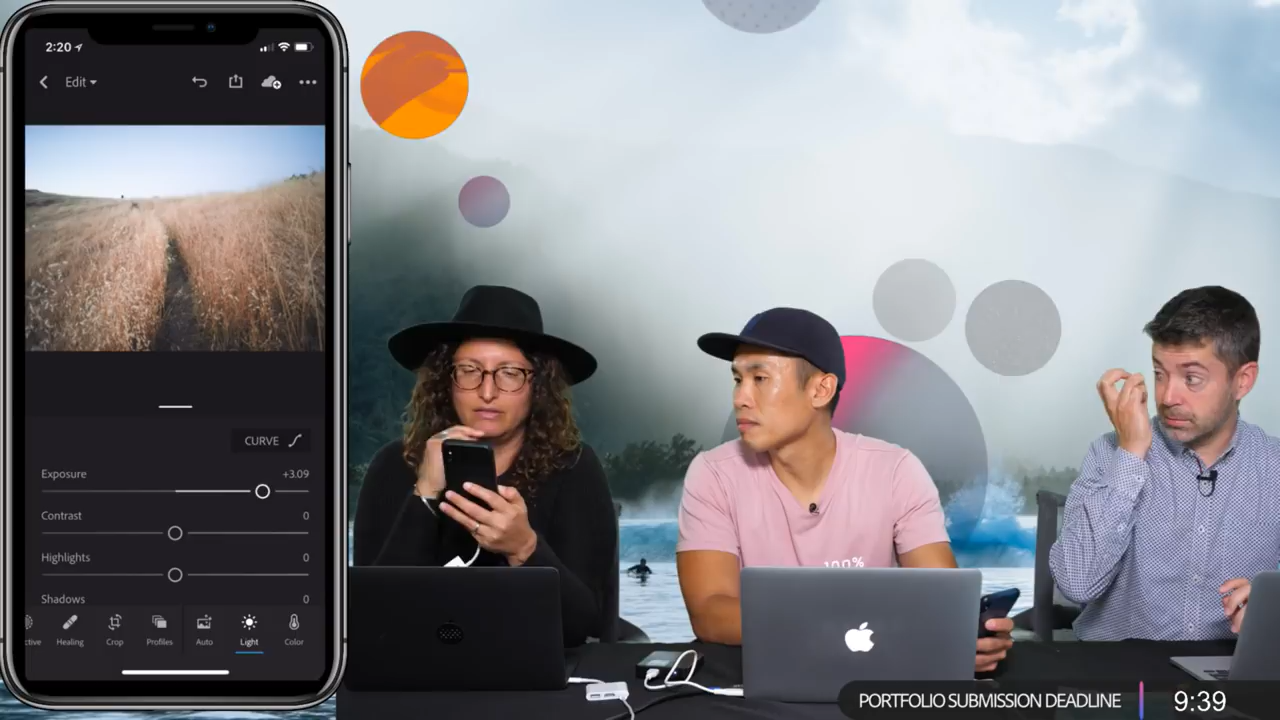 2:20
Edit
CURVE
Exposure +3.09
Contrast 0
Highlights 0
Shadows 0
Healing Crop Profiles Auto Light Color
100%
PORTFOLIO SUBMISSION DEADLINE 9:39